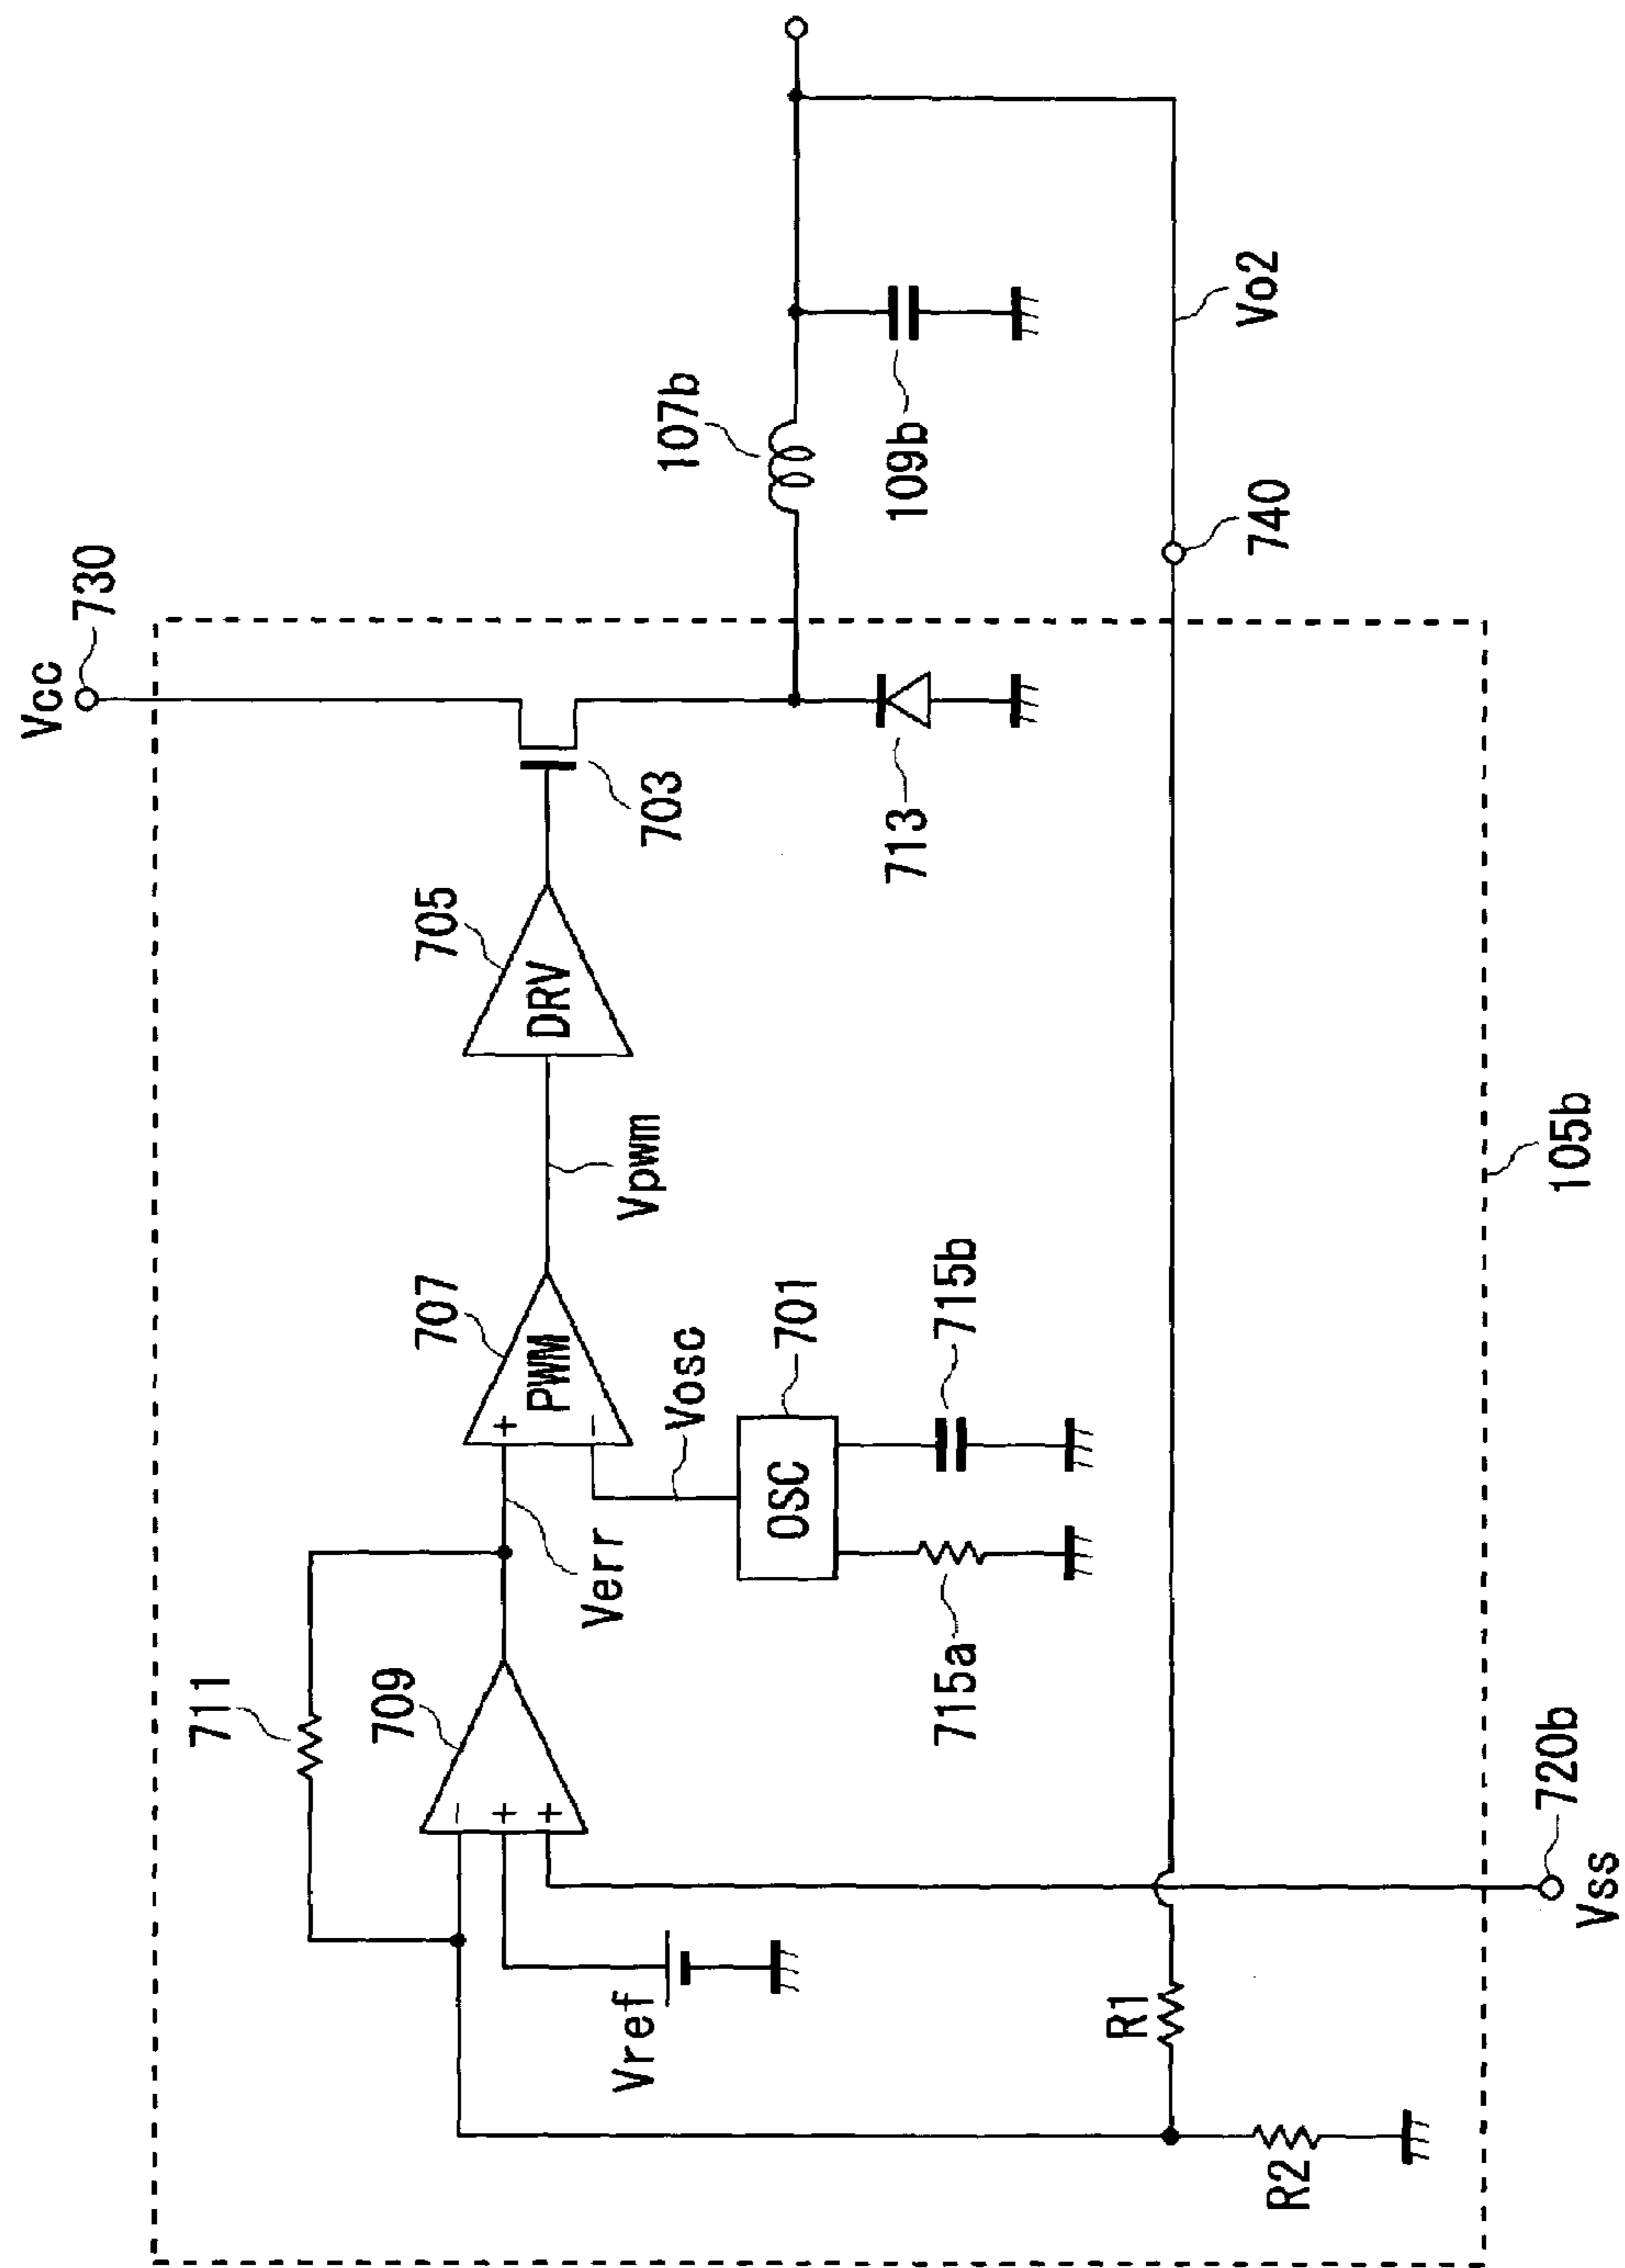 Vcc
730
711
709
707
705
703
DRV
PWM
+
−
−
+
+
Verr
Vosc
Vpwm
OSC
701
715a
715b
Vref
713
107b
109b
R1
R2
740
Vo2
Vss
720b
105b